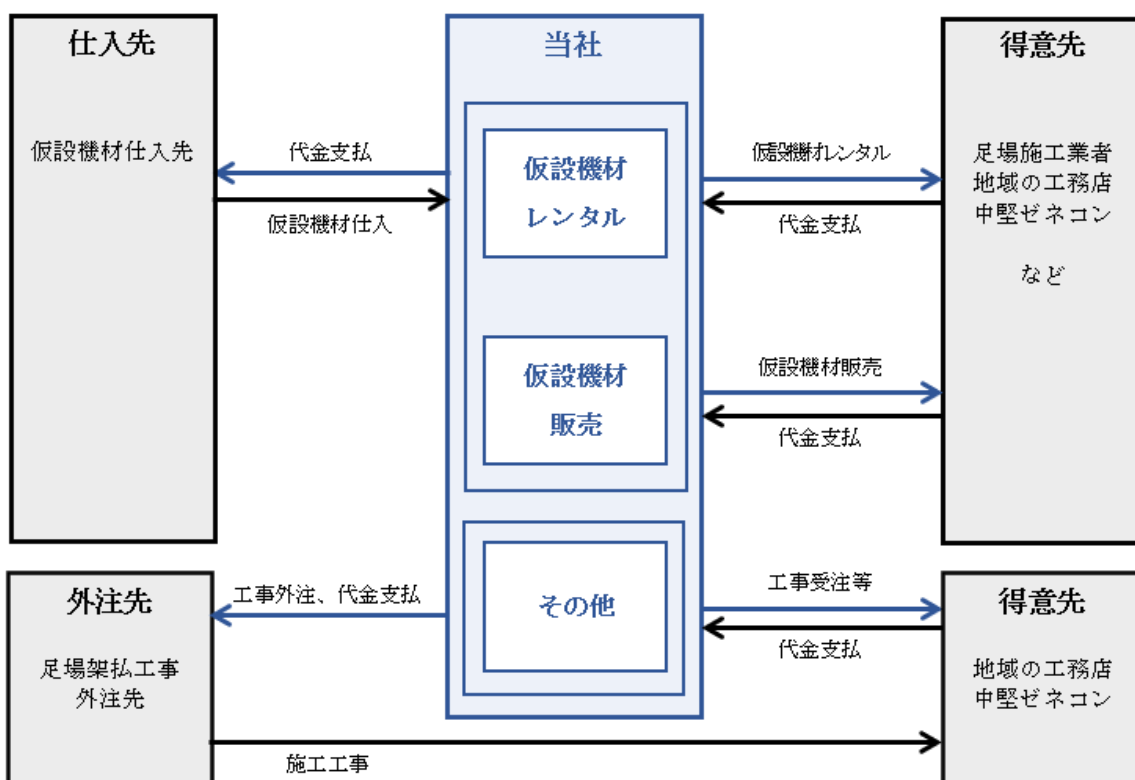 仕入先
仮設機材仕入先
当社
得意先
足場施工業者
地域の工務店
中堅ゼネコン
など
代金支払
仮設機材仕入
仮設機材
レンタル
仮設機材レンタル
代金支払
仮設機材
販売
仮設機材販売
代金支払
外注先
足場架払工事
外注先
工事外注、代金支払
その他
工事受注等
代金支払
得意先
地域の工務店
中堅ゼネコン
施工工事